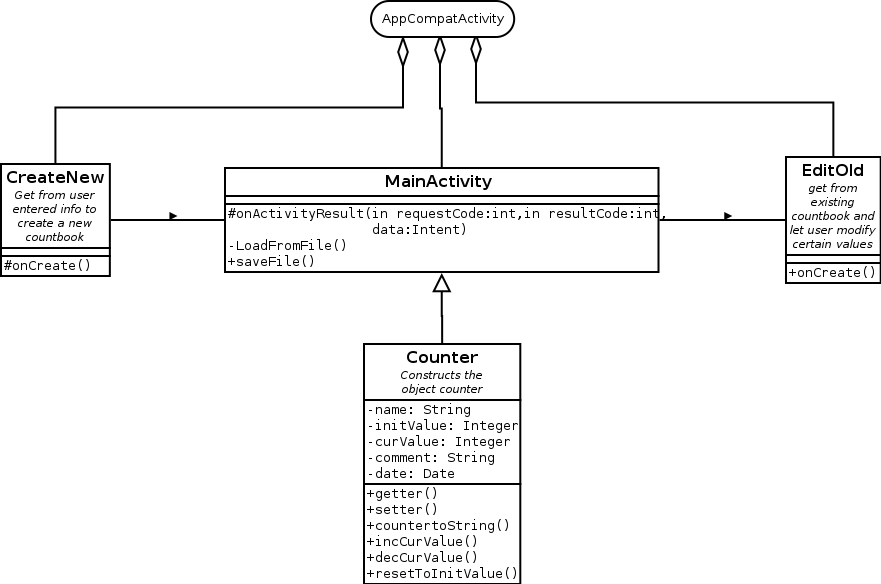 AppCompatActivity
CreateNew
Get from user
entered info to
create a new
countbook
#onCreate()
MainActivity
#onActivityResult(in requestCode:int,in resultCode:int,
data:Intent)
-LoadFromFile()
+saveFile()
EditOld
get from
existing
countbook and
let user modify
certain values
+onCreate()
Counter
Constructs the
object counter
-name: String
-initValue: Integer
-curValue: Integer
-comment: String
-date: Date
+getter()
+setter()
+countertoString()
+incCurValue()
+decCurValue()
+resetToInitValue()